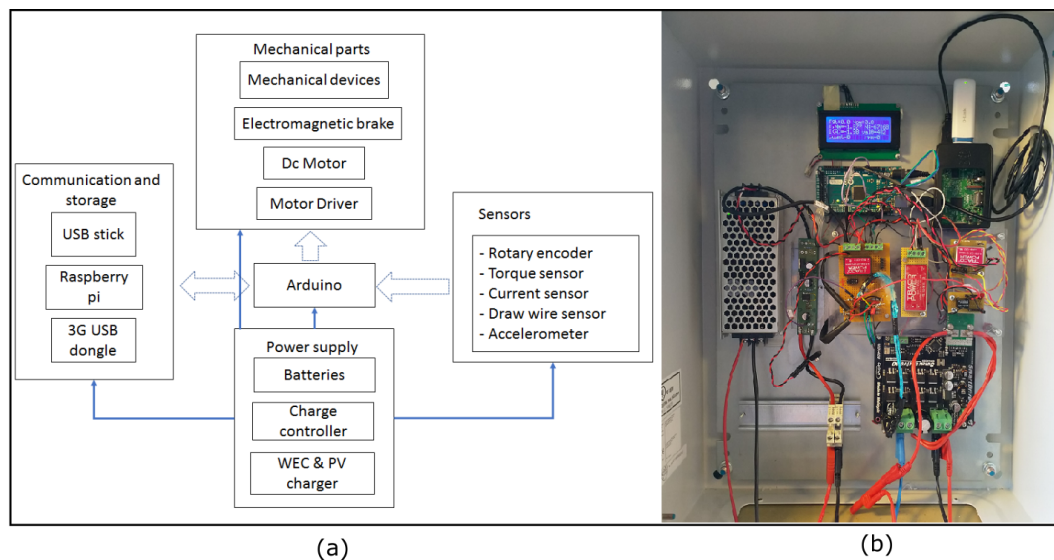 Mechanical parts
Mechanical devices
Electromagnetic brake
Dc Motor
Motor Driver
Communication and
storage
USB stick
Raspberry
pi
3G USB
dongle
Arduino
Sensors
- Rotary encoder
- Torque sensor
- Current sensor
- Draw wire sensor
- Accelerometer
Power supply
Batteries
Charge
controller
WEC & PV
charger
(a)
(b)